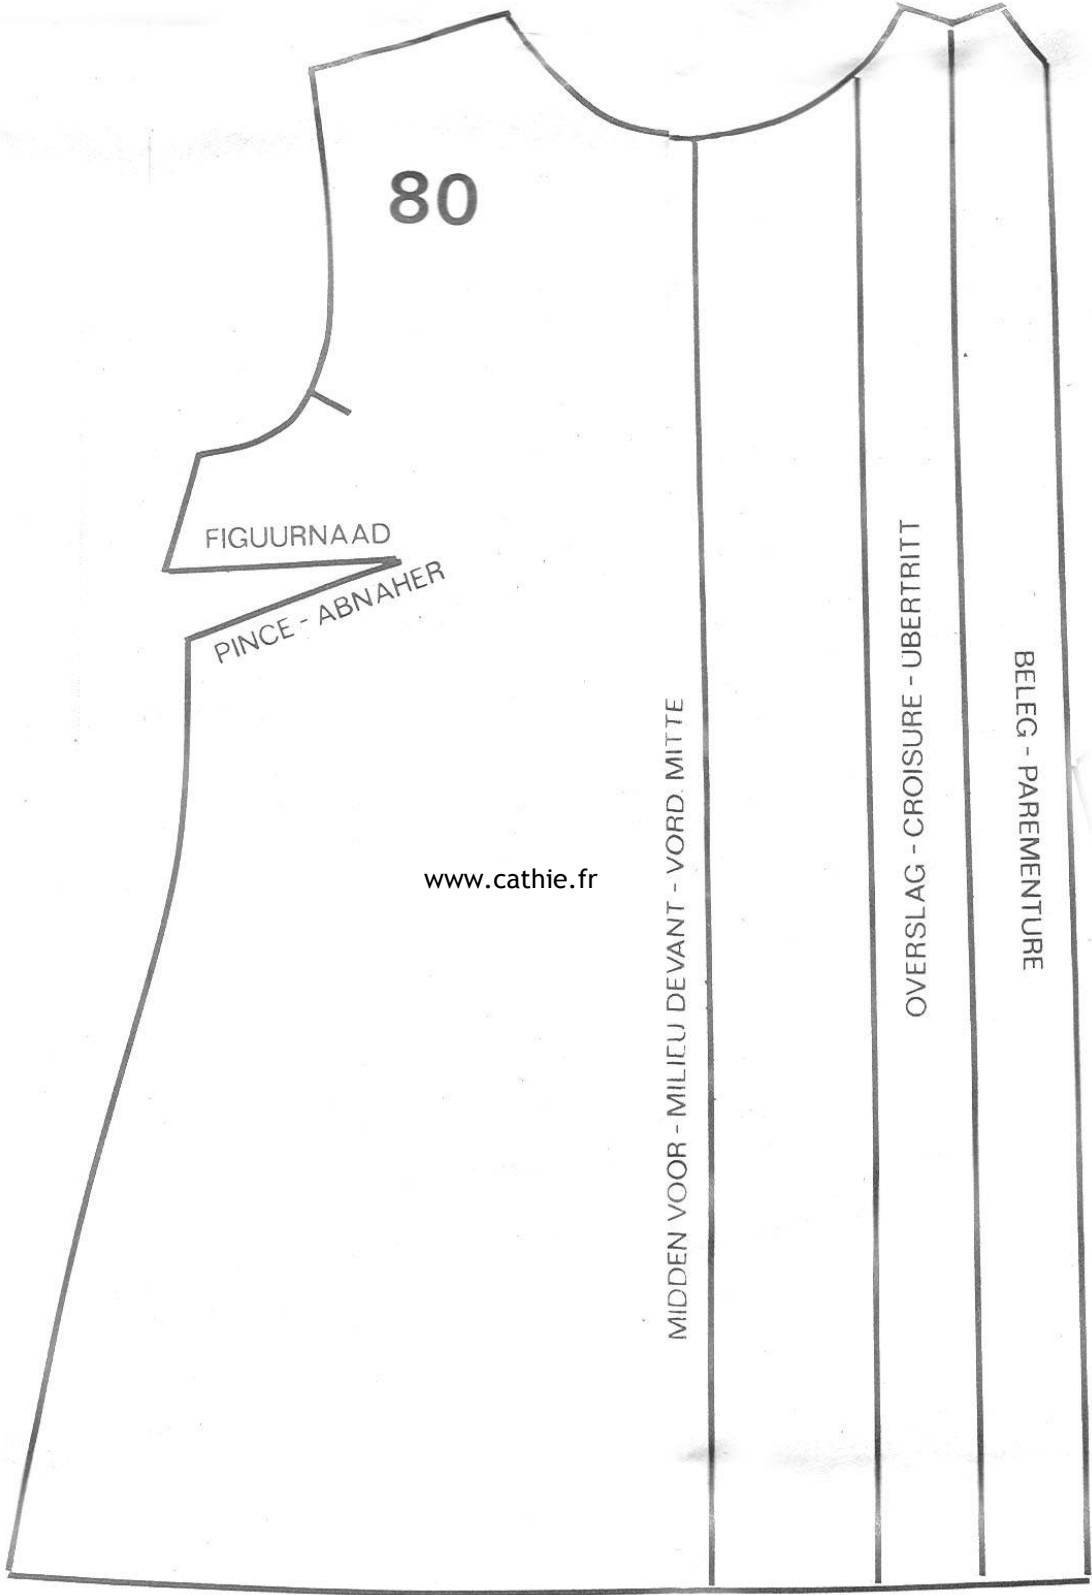 80
FIGUURNAAD
PINCE - ABNAHER
www.cathie.fr
MIDDEN VOOR - MILIEU DEVANT - VORD. MITTE
OVERSLAG - CROISURE - UBERTRITT
BELEG - PAREMENTURE